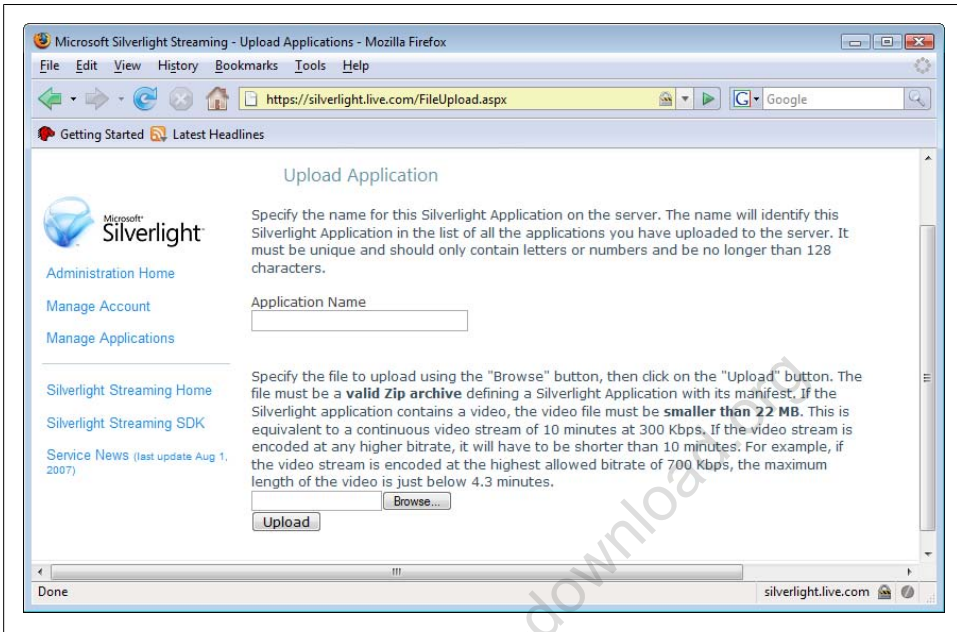 Microsoft Silverlight Streaming - Upload Applications - Mozilla Firefox
File Edit View History Bookmarks Tools Help
https://silverlight.live.com/FileUpload.aspx
G Google
Getting Started Latest Headlines
Upload Application
Microsoft
Silverlight
Administration Home
Manage Account
Manage Applications
Silverlight Streaming Home
Silverlight Streaming SDK
Service News (last update Aug 1,
2007)
Specify the name for this Silverlight Application on the server. The name will identify this
Silverlight Application in the list of all the applications you have uploaded to the server. It
must be unique and should only contain letters or numbers and be no longer than 128
characters.
Application Name
Specify the file to upload using the "Browse" button, then click on the "Upload" button. The
file must be a valid Zip archive defining a Silverlight Application with its manifest. If the
Silverlight application contains a video, the video file must be smaller than 22 MB. This is
equivalent to a continuous video stream of 10 minutes at 300 Kbps. If the video stream is
encoded at any higher bitrate, it will have to be shorter than 10 minutes. For example, if
the video stream is encoded at the highest allowed bitrate of 700 Kbps, the maximum
length of the video is just below 4.3 minutes.
Browse...
Upload
Done
silverlight.live.com
download.org